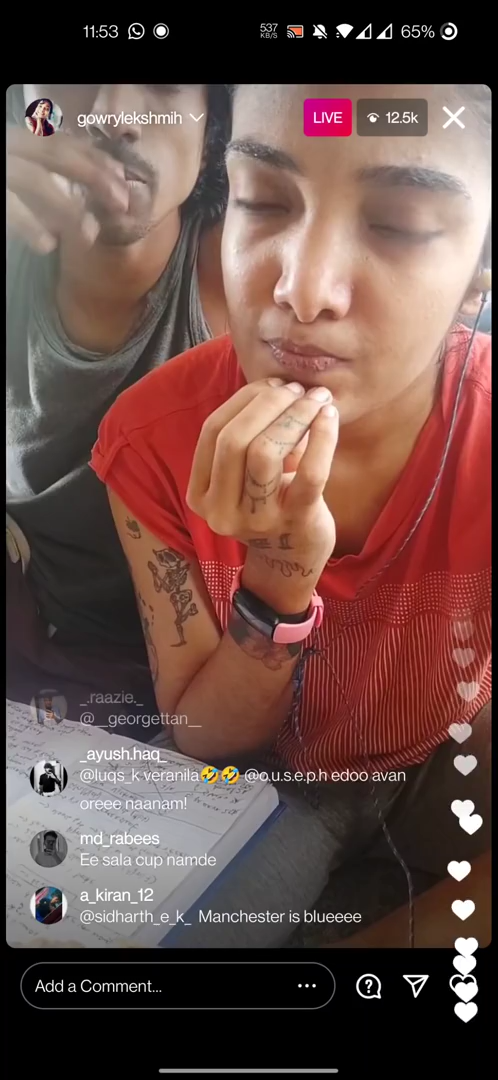 11:53
537
KB/S
65%
gowrylekshmih
LIVE
12.5k
_.raazie._
@__georgettan__
_ayush.haq_
@luqs_k veranila🤣🤣 @o.u.s.e.p.h edoo avan
oreee naanam!
md_rabees
Ee sala cup namde
a_kiran_12
@sidharth_e_k_ Manchester is blueeee
Add a Comment...